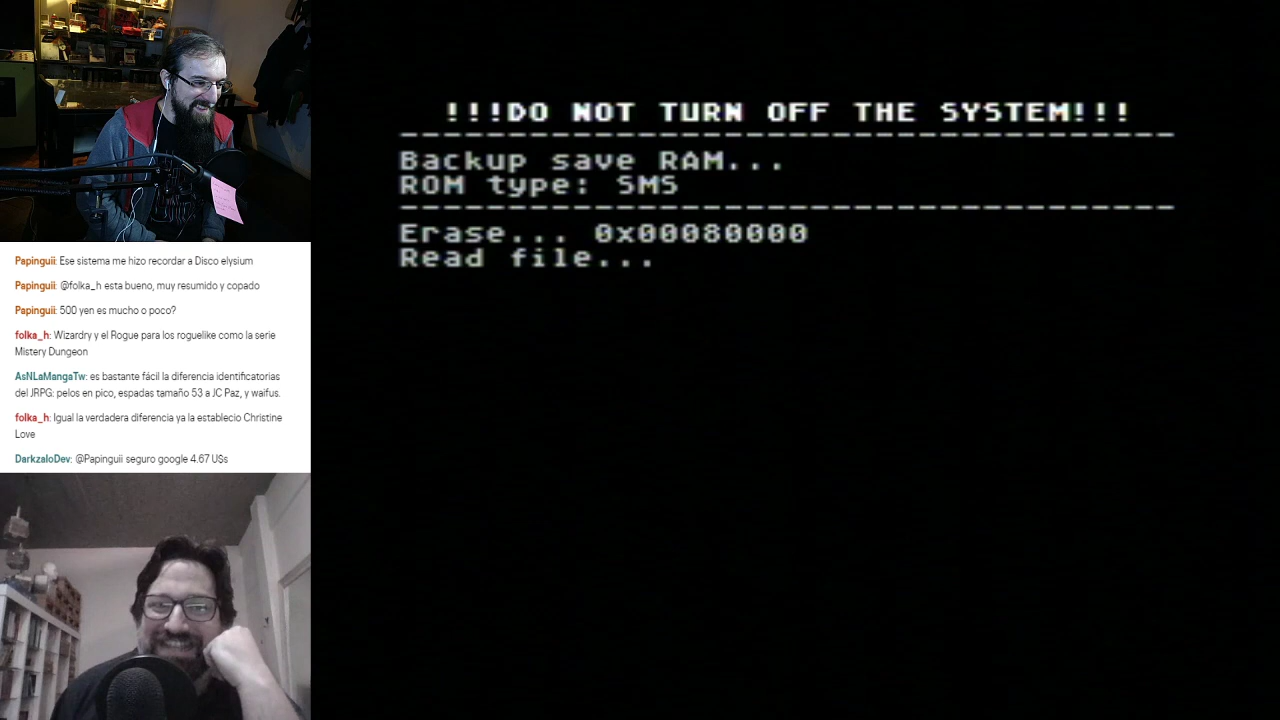 !!!DO NOT TURN OFF THE SYSTEM!!!
Backup save RAM...
ROM type: SMS
Erase... 0x00080000
Read file...
Papinguii: Ese sistema me hizo recordar a Disco elysium
Papinguii: @folka_h esta bueno, muy resumido y copado
Papinguii: 500 yen es mucho o poco?
folka_h: Wizardry y el Rogue para los roguelike como la serie
Mistery Dungeon
AsNLaMangaTw: es bastante fácil la diferencia identificatorias
del JRPG: pelos en pico, espadas tamaño 53 a JC Paz, y waifus.
folka_h: Igual la verdadera diferencia ya la establecio Christine
Love
DarkzaloDev: @Papinguii seguro google 4.67 U$s